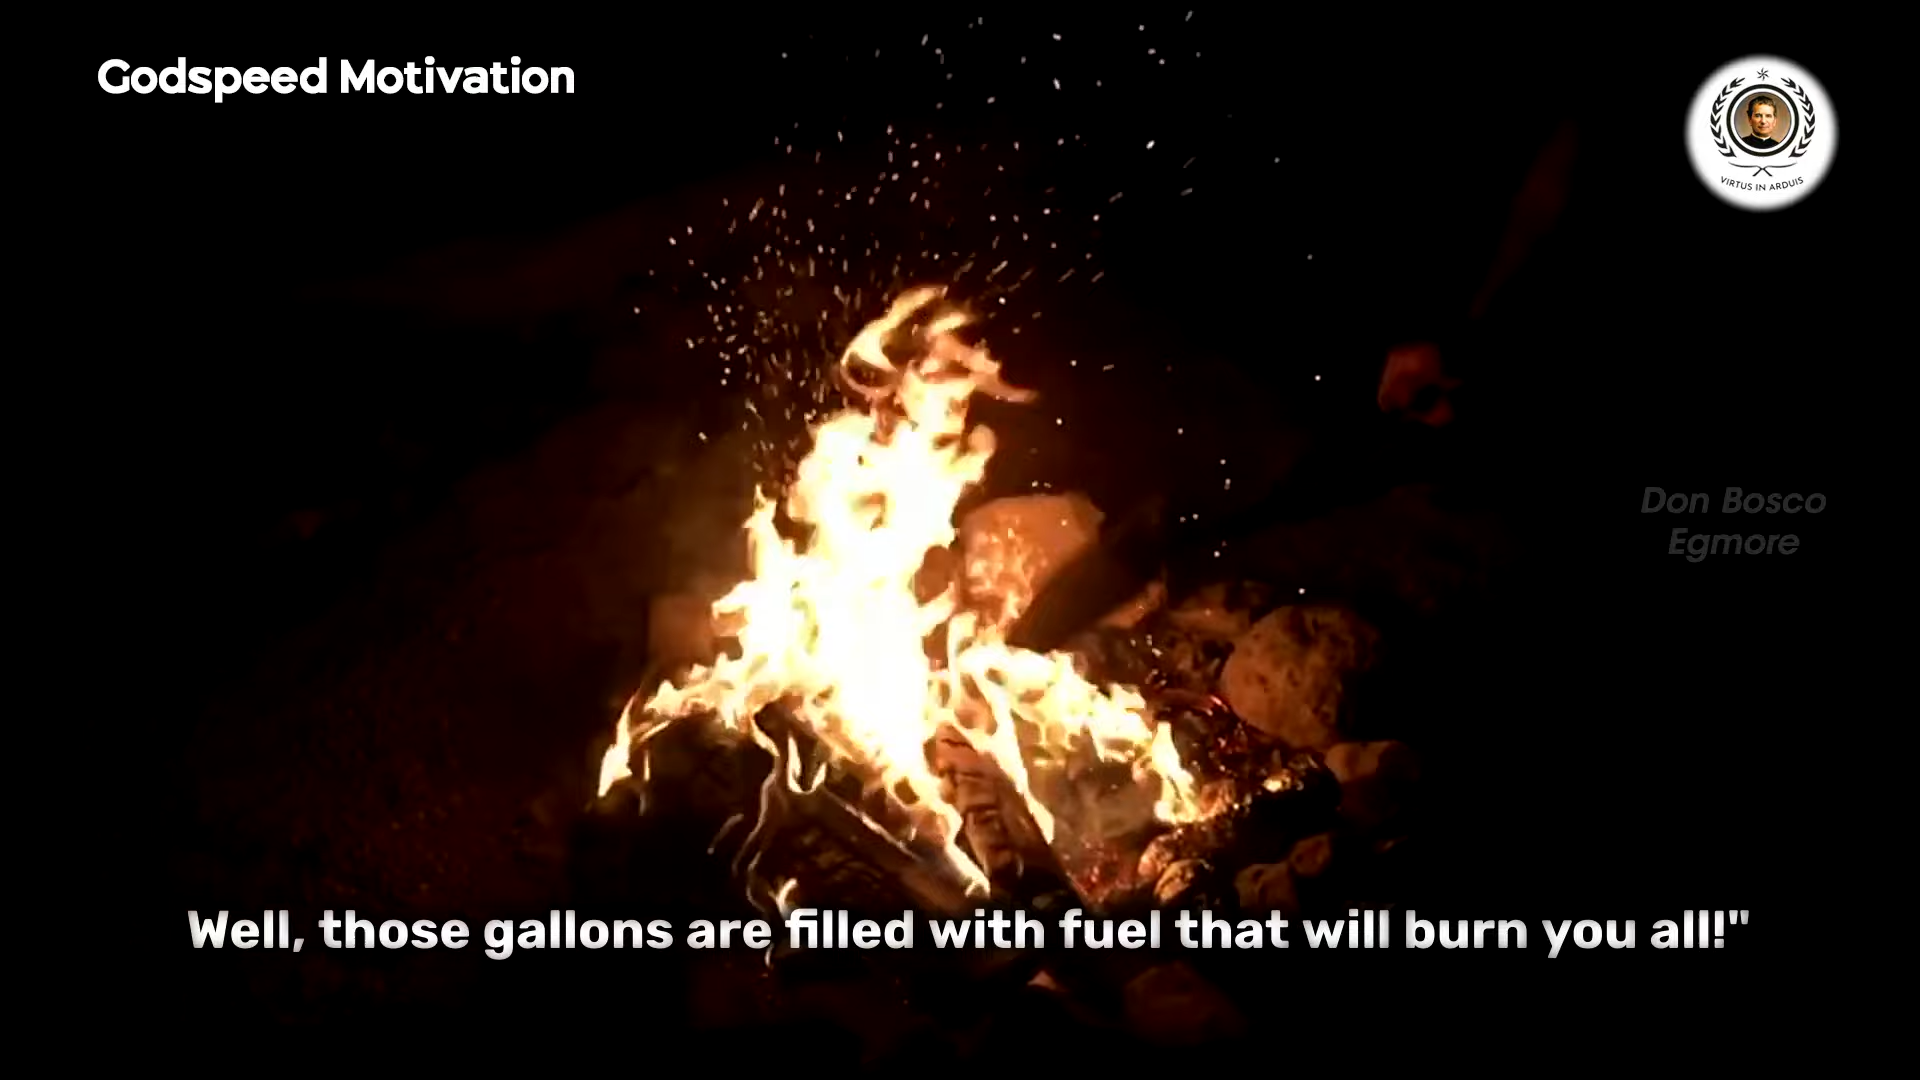 Godspeed Motivation
VIRTUS IN ARDUIS
Don Bosco
Egmore
Well, those gallons are filled with fuel that will burn you all!"